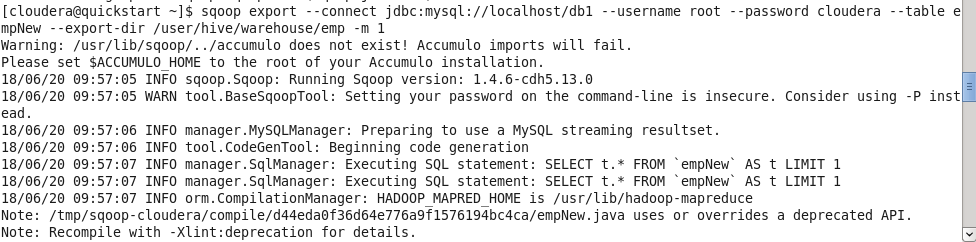 [cloudera@quickstart ~]$ sqoop export --connect jdbc:mysql://localhost/db1 --username root --password cloudera --table e
mpNew --export-dir /user/hive/warehouse/emp -m 1
Warning: /usr/lib/sqoop/../accumulo does not exist! Accumulo imports will fail.
Please set $ACCUMULO_HOME to the root of your Accumulo installation.
18/06/20 09:57:05 INFO sqoop.Sqoop: Running Sqoop version: 1.4.6-cdh5.13.0
18/06/20 09:57:05 WARN tool.BaseSqoopTool: Setting your password on the command-line is insecure. Consider using -P inst
ead.
18/06/20 09:57:06 INFO manager.MySQLManager: Preparing to use a MySQL streaming resultset.
18/06/20 09:57:06 INFO tool.CodeGenTool: Beginning code generation
18/06/20 09:57:07 INFO manager.SqlManager: Executing SQL statement: SELECT t.* FROM `empNew` AS t LIMIT 1
18/06/20 09:57:07 INFO manager.SqlManager: Executing SQL statement: SELECT t.* FROM `empNew` AS t LIMIT 1
18/06/20 09:57:07 INFO orm.CompilationManager: HADOOP_MAPRED_HOME is /usr/lib/hadoop-mapreduce
Note: /tmp/sqoop-cloudera/compile/d44eda0f36d64e776a9f1576194bc4ca/empNew.java uses or overrides a deprecated API.
Note: Recompile with -Xlint:deprecation for details.